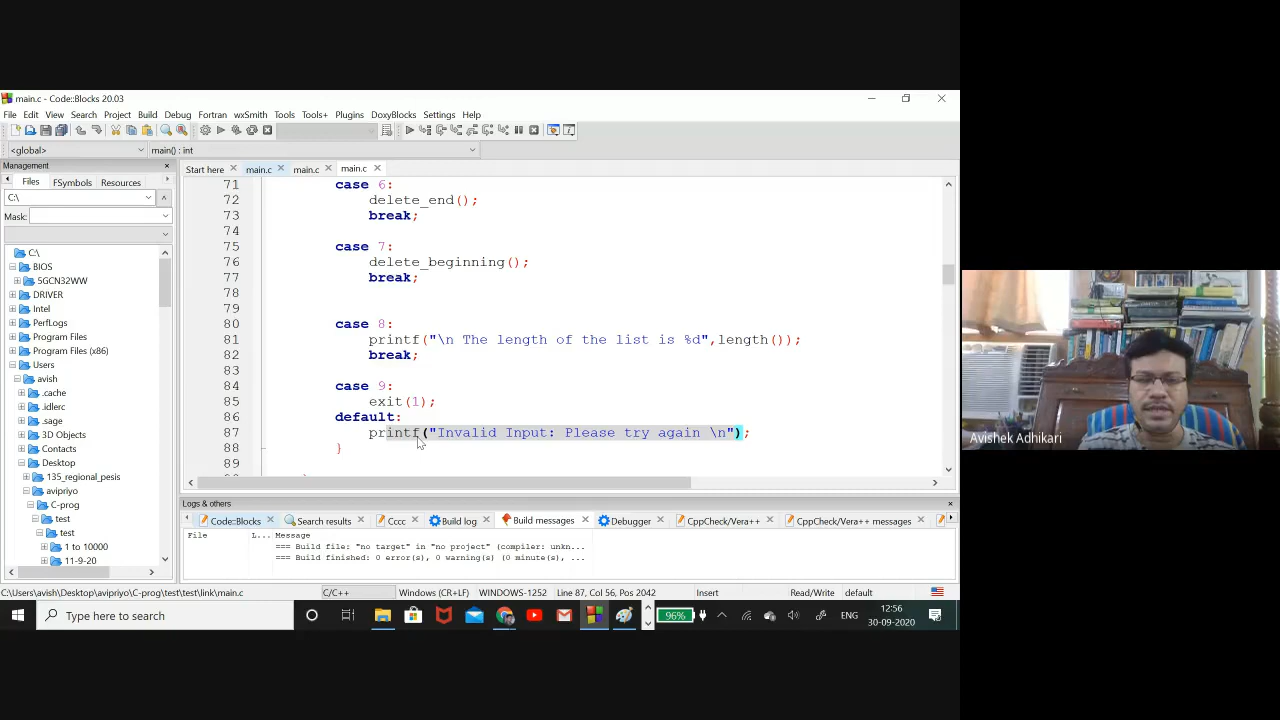 main.c - Code::Blocks 20.03
File Edit View Search Project Build Debug Fortran wxSmith Tools Tools+ Plugins DoxyBlocks Settings Help
<global> main() : int
Management
Files FSymbols Resources
C:\
Mask:
C:\
BIOS
5GCN32WW
DRIVER
Intel
PerfLogs
Program Files
Program Files (x86)
Users
avish
.cache
.idlerc
.sage
3D Objects
Contacts
Desktop
135_regional_pesis
avipriyo
C-prog
test
test
1 to 10000
11-9-20
Start here main.c main.c main.c
71 case 6:
72 delete_end();
73 break;
74
75 case 7:
76 delete_beginning();
77 break;
78
79
80 case 8:
81 printf("\n The length of the list is %d",length());
82 break;
83
84 case 9:
85 exit(1);
86 default:
87 printf("Invalid Input: Please try again \n");
88 }
89
Logs & others
Code::Blocks Search results Cccc Build log Build messages Debugger CppCheck/Vera++ CppCheck/Vera++ messages
File L... Message
=== Build file: "no target" in "no project" (compiler: unkn...
=== Build finished: 0 error(s), 0 warning(s) (0 minute(s), ...
C:\Users\avish\Desktop\avipriyo\C-prog\test\test\link\main.c C/C++ Windows (CR+LF) WINDOWS-1252 Line 87, Col 56, Pos 2042 Insert Read/Write default
Type here to search
96%
ENG
12:56
30-09-2020
Avishek Adhikari